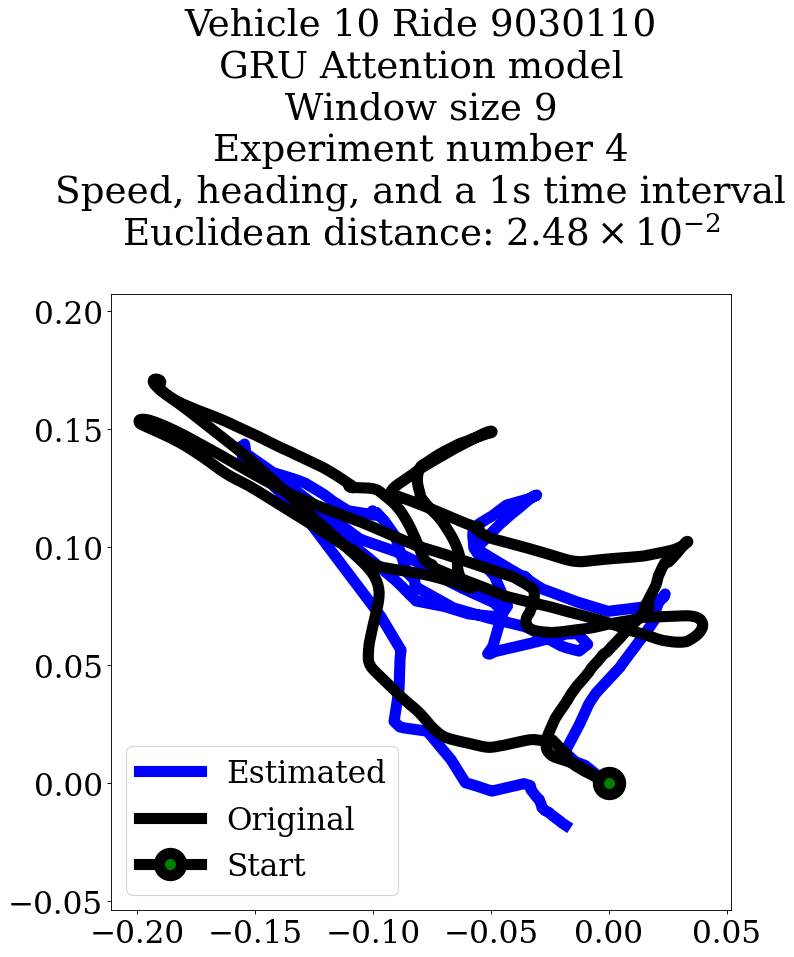 Vehicle 10 Ride 9030110
GRU Attention model
Window size 9
Experiment number 4
Speed, heading, and a 1s time interval
Euclidean distance: 2.48 × 10⁻²
0.20
0.15
0.10
0.05
0.00
−0.05
Estimated
Original
Start
−0.20 −0.15 −0.10 −0.05 0.00 0.05